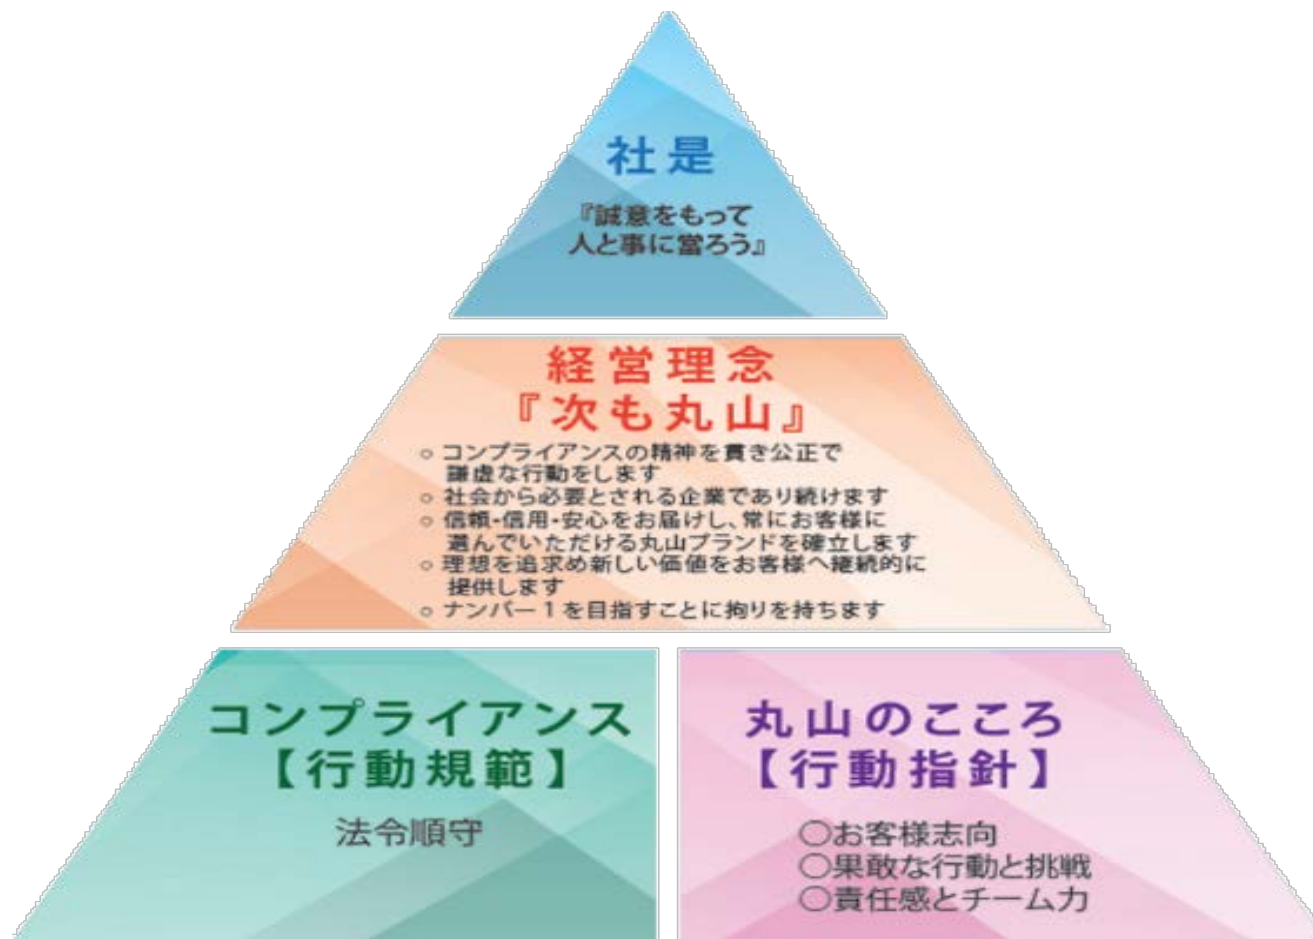 社是
『誠意をもって
人と事に當ろう』
経営理念
『次も丸山』
○ コンプライアンスの精神を貫き公正で
謙虚な行動をします
○ 社会から必要とされる企業であり続けます
○ 信頼・信用・安心をお届けし、常にお客様に
選んでいただける丸山ブランドを確立します
○ 理想を追求め新しい価値をお客様へ継続的に
提供します
○ ナンバー1を目指すことに拘りを持ちます
コンプライアンス
【行動規範】
法令順守
丸山のこころ
【行動指針】
○お客様志向
○果敢な行動と挑戦
○責任感とチーム力